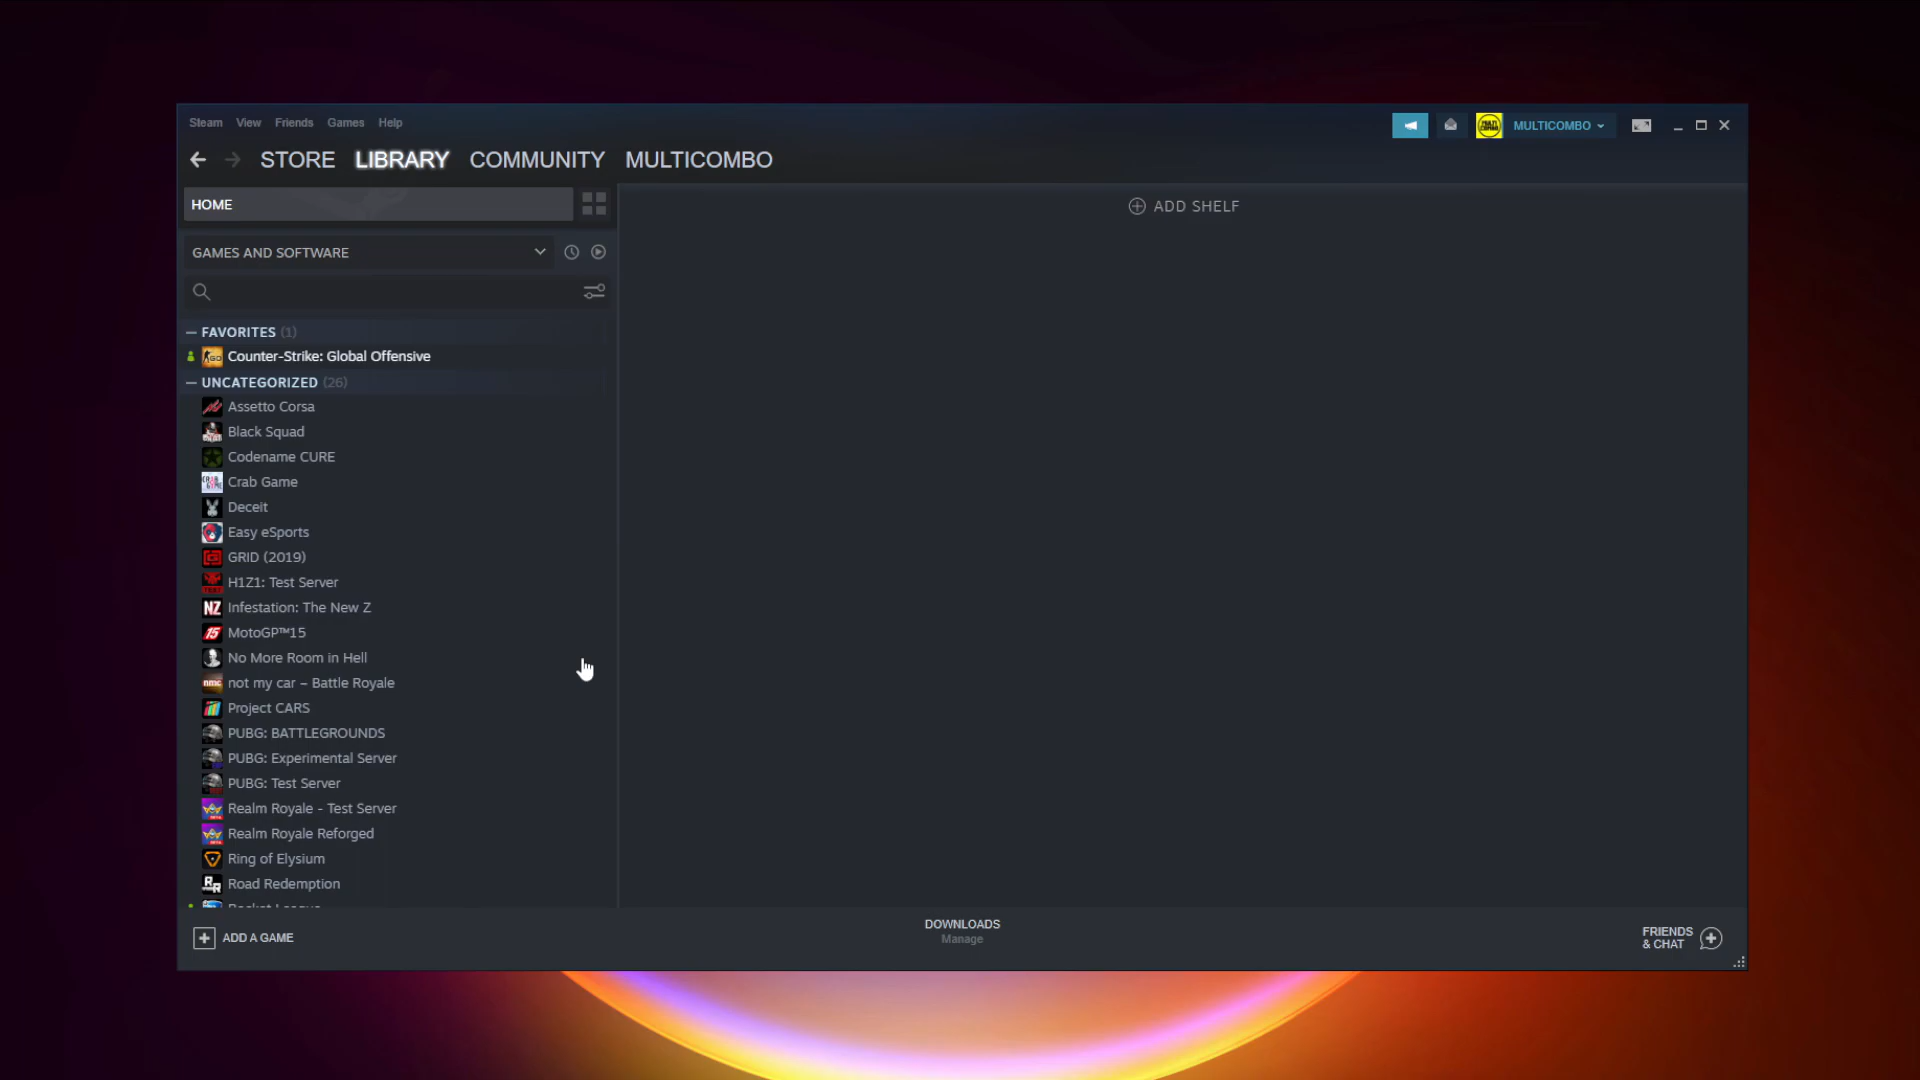 Steam View Friends Games Help
MULTICOMBO
STORE LIBRARY COMMUNITY MULTICOMBO
HOME
ADD SHELF
GAMES AND SOFTWARE
FAVORITES (1)
Counter-Strike: Global Offensive
UNCATEGORIZED (26)
Assetto Corsa
Black Squad
Codename CURE
Crab Game
Deceit
Easy eSports
GRID (2019)
H1Z1: Test Server
Infestation: The New Z
MotoGP™15
No More Room in Hell
not my car – Battle Royale
Project CARS
PUBG: BATTLEGROUNDS
PUBG: Experimental Server
PUBG: Test Server
Realm Royale - Test Server
Realm Royale Reforged
Ring of Elysium
Road Redemption
ADD A GAME
DOWNLOADS
Manage
FRIENDS
& CHAT